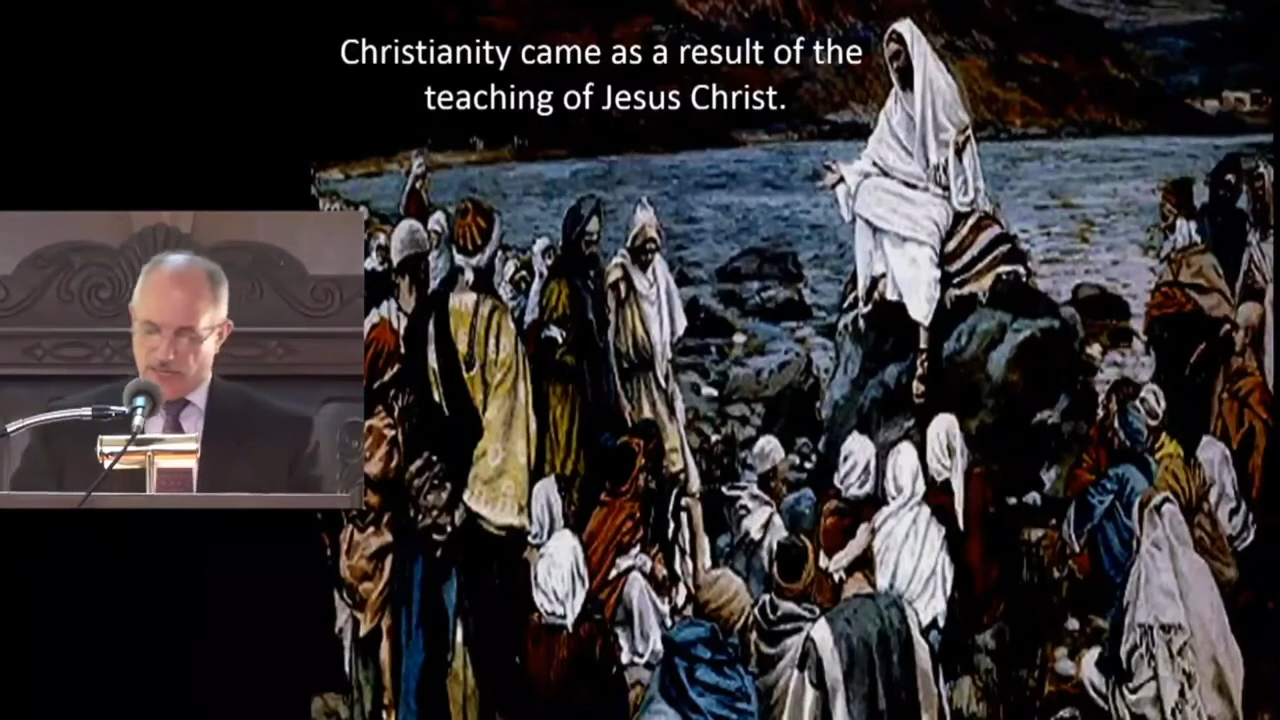 Christianity came as a result of the
teaching of Jesus Christ.